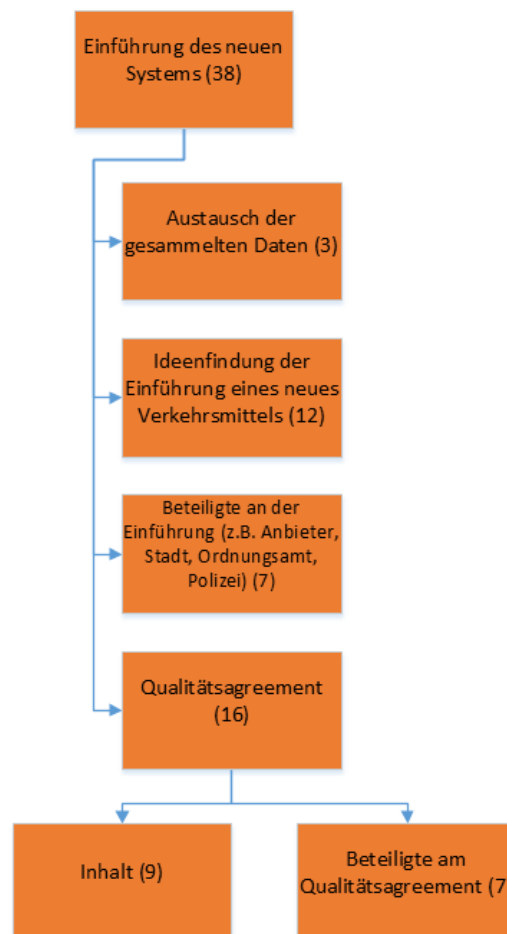 Einführung des neuen
Systems (38)
Austausch der
gesammelten Daten (3)
Ideenfindung der
Einführung eines neues
Verkehrsmittels (12)
Beteiligte an der
Einführung (z.B. Anbieter,
Stadt, Ordnungsamt,
Polizei) (7)
Qualitätsagreement
(16)
Inhalt (9)
Beteiligte am
Qualitätsagreement (7